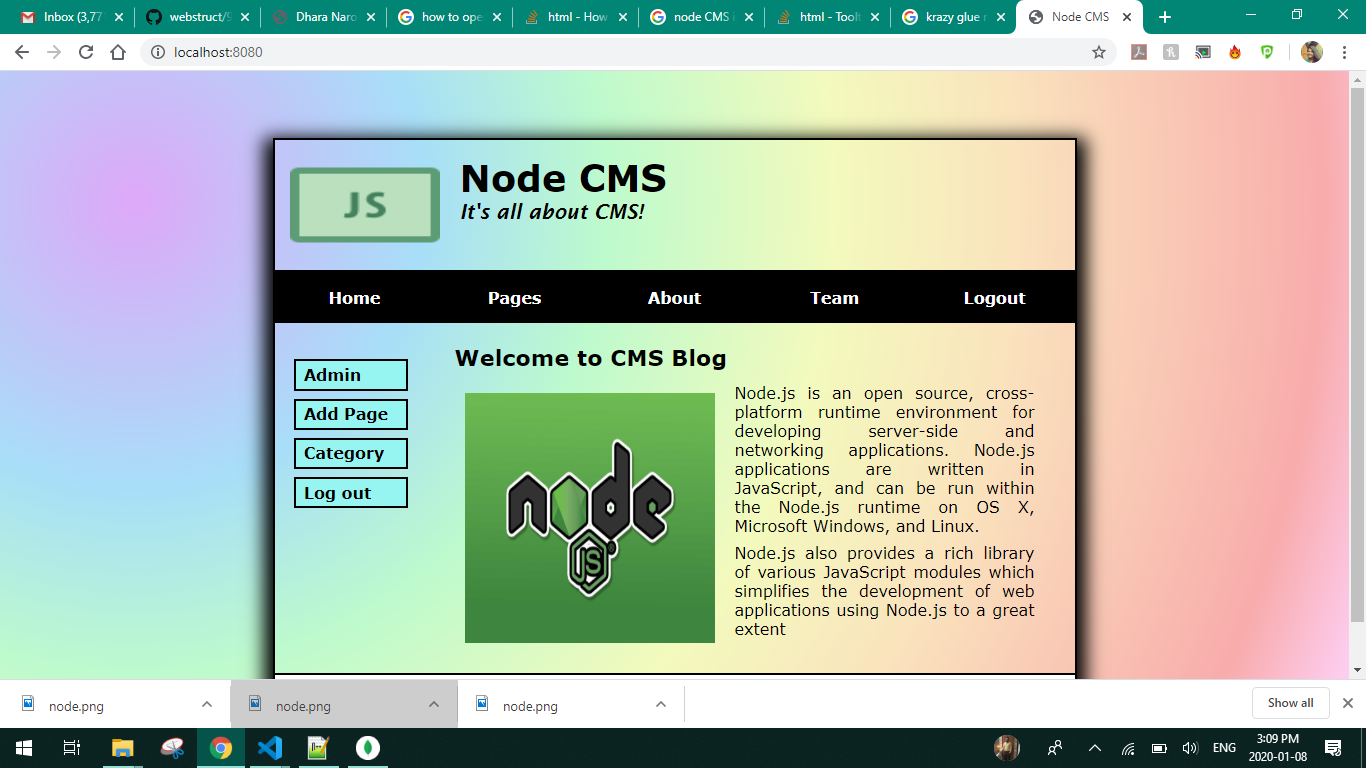 Inbox (3,77
webstruct/9
Dhara Naro
how to ope
html - How
node CMS i
html - Toolt
krazy glue r
Node CMS
localhost:8080
JS
Node CMS
It's all about CMS!
Home Pages About Team Logout
Admin
Add Page
Category
Log out
Welcome to CMS Blog
node
JS
Node.js is an open source, cross-
platform runtime environment for
developing server-side and
networking applications. Node.js
applications are written in
JavaScript, and can be run within
the Node.js runtime on OS X,
Microsoft Windows, and Linux.
Node.js also provides a rich library
of various JavaScript modules which
simplifies the development of web
applications using Node.js to a great
extent
node.png
node.png
node.png
Show all
ENG
3:09 PM
2020-01-08